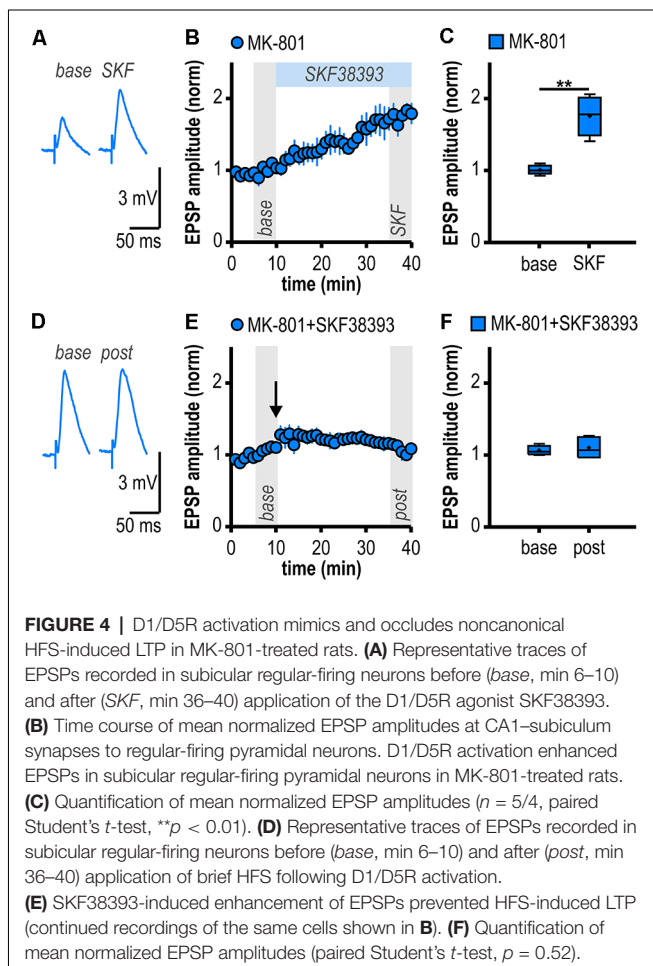 A
B
MK-801
C
MK-801
base SKF
SKF38393
**
EPSP amplitude (norm)
2
1
0
base
SKF
0 10 20 30 40
time (min)
EPSP amplitude (norm)
2
1
0
base SKF
3 mV
50 ms
D
E
MK-801+SKF38393
F
MK-801+SKF38393
base post
EPSP amplitude (norm)
2
1
0
base
post
0 10 20 30 40
time (min)
EPSP amplitude (norm)
2
1
0
base post
3 mV
50 ms
FIGURE 4 | D1/D5R activation mimics and occludes noncanonical
HFS-induced LTP in MK-801-treated rats. (A) Representative traces of
EPSPs recorded in subicular regular-firing neurons before (base, min 6–10)
and after (SKF, min 36–40) application of the D1/D5R agonist SKF38393.
(B) Time course of mean normalized EPSP amplitudes at CA1–subiculum
synapses to regular-firing pyramidal neurons. D1/D5R activation enhanced
EPSPs in subicular regular-firing pyramidal neurons in MK-801-treated rats.
(C) Quantification of mean normalized EPSP amplitudes (n = 5/4, paired
Student's t-test, **p < 0.01). (D) Representative traces of EPSPs recorded in
subicular regular-firing neurons before (base, min 6–10) and after (post, min
36–40) application of brief HFS following D1/D5R activation.
(E) SKF38393-induced enhancement of EPSPs prevented HFS-induced LTP
(continued recordings of the same cells shown in B). (F) Quantification of
mean normalized EPSP amplitudes (paired Student's t-test, p = 0.52).